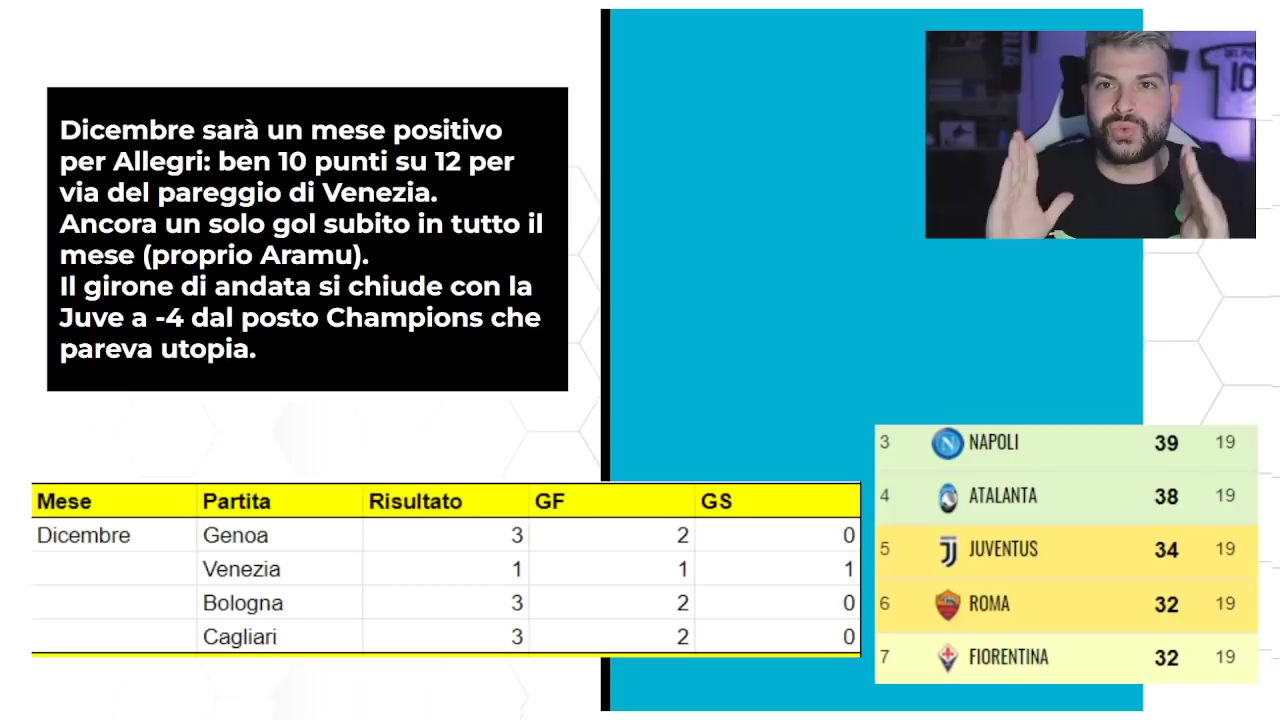 Dicembre sarà un mese positivo
per Allegri: ben 10 punti su 12 per
via del pareggio di Venezia.
Ancora un solo gol subito in tutto il
mese (proprio Aramu).
Il girone di andata si chiude con la
Juve a -4 dal posto Champions che
pareva utopia.
DEL PIERO
10
Mese Partita Risultato GF GS
Dicembre Genoa 3 2 0
Venezia 1 1 1
Bologna 3 2 0
Cagliari 3 2 0
3 NAPOLI 39 19
4 ATALANTA 38 19
5 JUVENTUS 34 19
6 ROMA 32 19
7 FIORENTINA 32 19